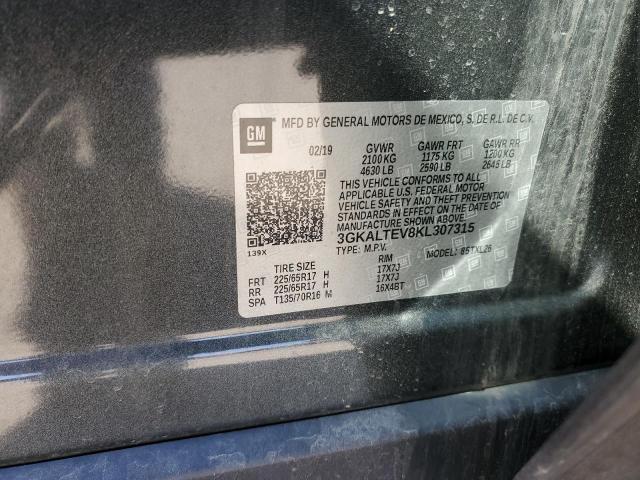 GM MFD BY GENERAL MOTORS DE MEXICO, S. DE R.L. DE C.V.
02/19 GVWR GAWR FRT GAWR RR
2100 KG 1175 KG 1200 KG
4630 LB 2590 LB 2645 LB
THIS VEHICLE CONFORMS TO ALL
APPLICABLE U.S. FEDERAL MOTOR
VEHICLE SAFETY AND THEFT PREVENTION
STANDARDS IN EFFECT ON THE DATE OF
MANUFACTURE SHOWN ABOVE.
3GKALTEV8KL307315
139X
TYPE: M.P.V. MODEL: 85TXL26
TIRE SIZE RIM
FRT 225/65R17 H 17X7J
RR 225/65R17 H 17X7J
SPA T135/70R16 M 16X4BT